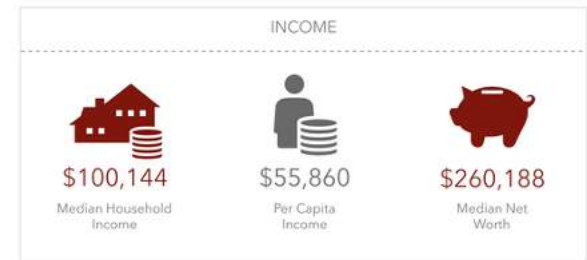 INCOME
$100,144
Median Household
Income
$55,860
Per Capita
Income
$260,188
Median Net
Worth